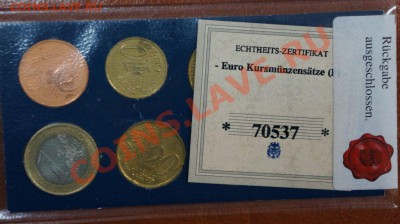 ECHTHEITS-ZERTIFIKAT
- Euro Kursmünzensätze
* 70537 *
Rückgabe
ausgeschlossen.
COINS.LAVE.RU